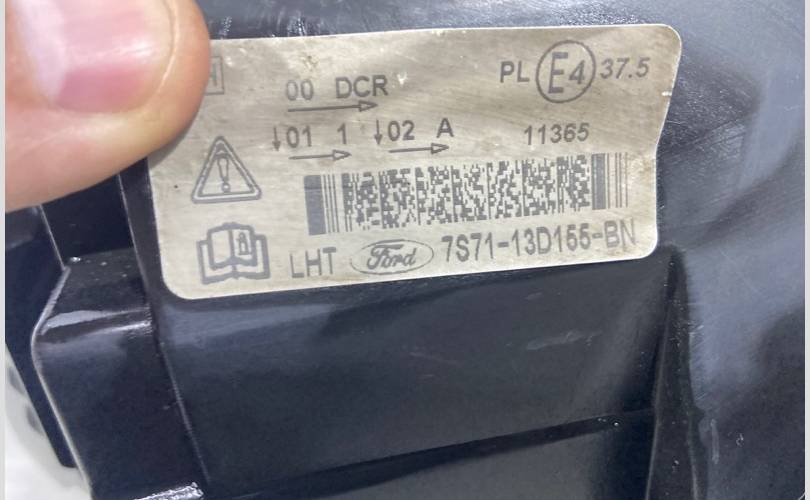 00 DCR
PL E4 37.5
↓01 1 ↓02 A
11365
LHT Ford 7S71-13D155-BN